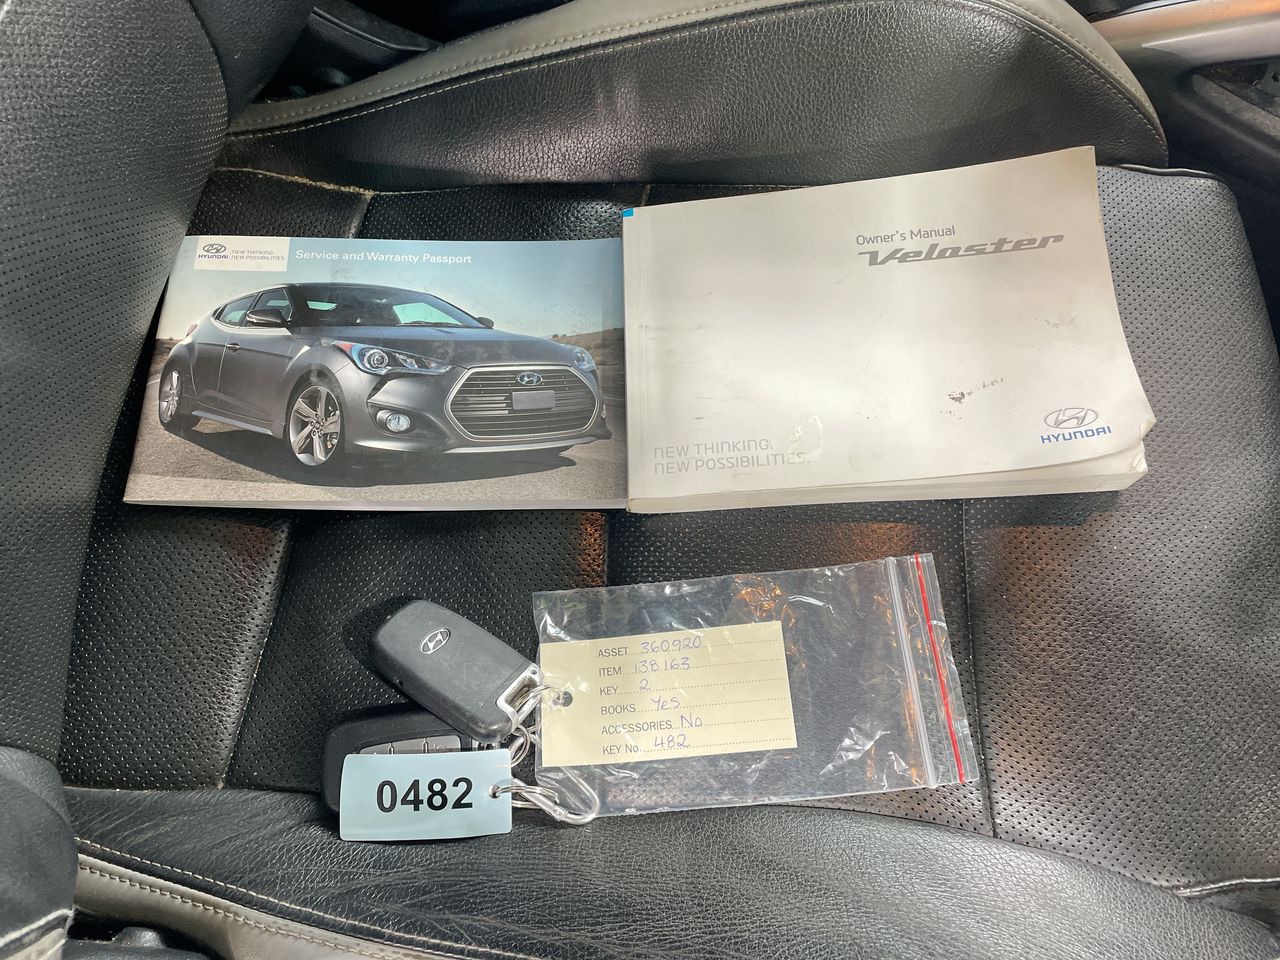 HYUNDAI
NEW THINKING.
NEW POSSIBILITIES.
Service and Warranty Passport
Owner's Manual
Veloster
NEW THINKING.
NEW POSSIBILITIES.
HYUNDAI
ASSET 360920
ITEM 138163
KEY 2
BOOKS Yes
ACCESSORIES No
KEY No. 482
0482